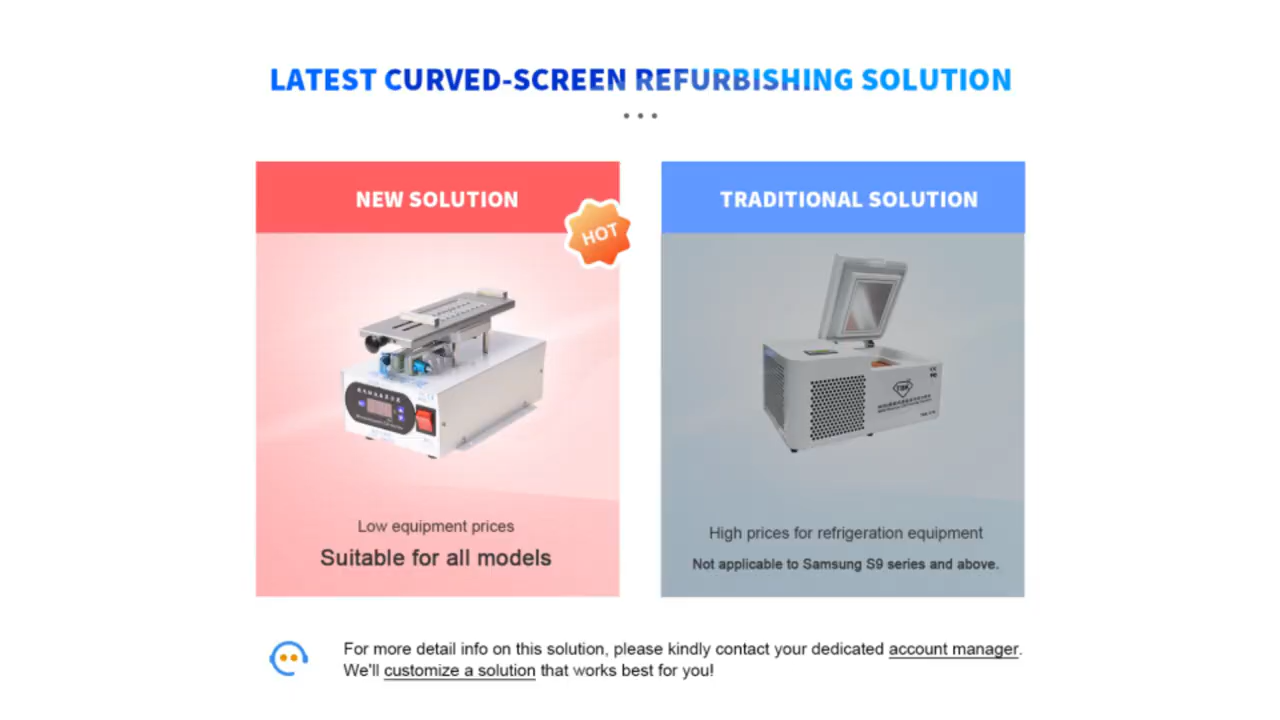 LATEST CURVED-SCREEN REFURBISHING SOLUTION
NEW SOLUTION
HOT
Low equipment prices
Suitable for all models
TRADITIONAL SOLUTION
TBK
High prices for refrigeration equipment
Not applicable to Samsung S9 series and above.
For more detail info on this solution, please kindly contact your dedicated account manager.
We'll customize a solution that works best for you!